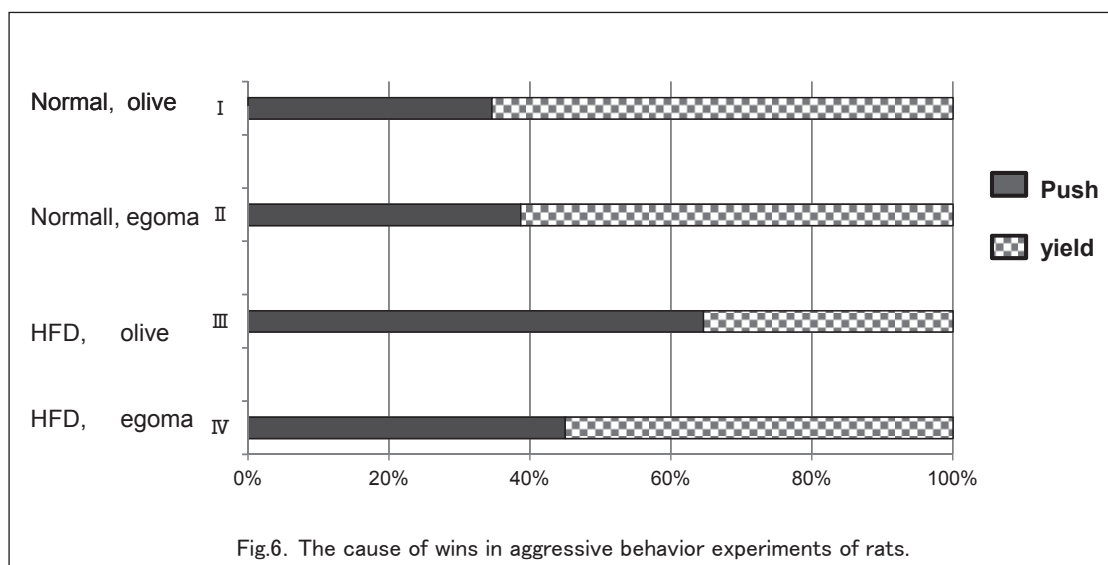 Normal, olive Ⅰ
Normall, egoma Ⅱ
HFD, olive Ⅲ
HFD, egoma Ⅳ
0% 20% 40% 60% 80% 100%
Push
yield
Fig.6. The cause of wins in aggressive behavior experiments of rats.